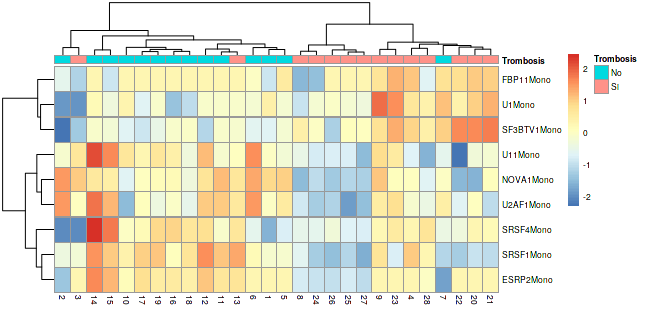 Trombosis
FBP11Mono
U1Mono
SF3BTV1Mono
U11Mono
NOVA1Mono
U2AF1Mono
SRSF4Mono
SRSF1Mono
ESRP2Mono
2 3 14 15 10 17 19 16 18 12 11 13 6 1 5 8 24 26 25 27 9 23 4 28 7 22 20 21
2
1
0
-1
-2
Trombosis
No
SI